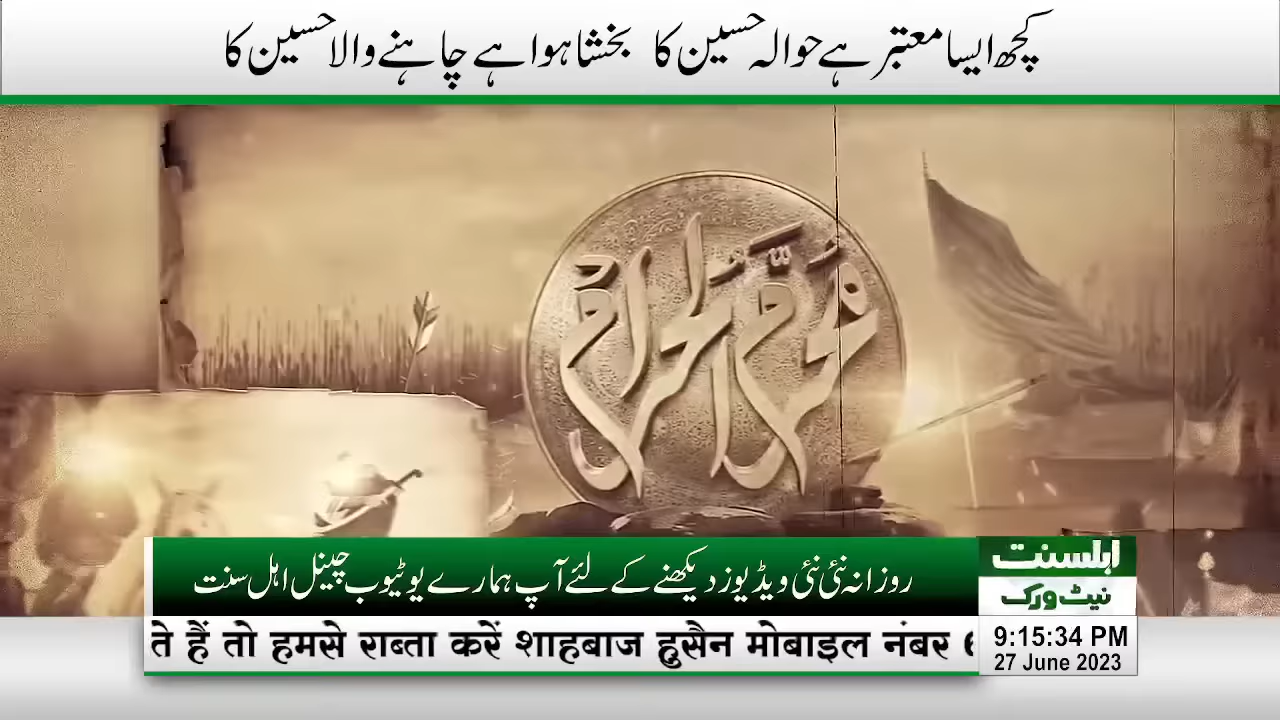 کچھ ایسا معتبر ہے حوالہ حسین کا بخشا ہوا ہے چاہنے والا حسین کا
محرم الحرام
روزانہ نئی نئی ویڈیوز دیکھنے کے لئے آپ ہمارے یوٹیوب چینل اہل سنت
اہلسنت
نیٹ ورک
ते हैं तो हमसे राब्ता करें शाहबाज हुसैन मोबाइल नंबर
9:15:34 PM
27 June 2023